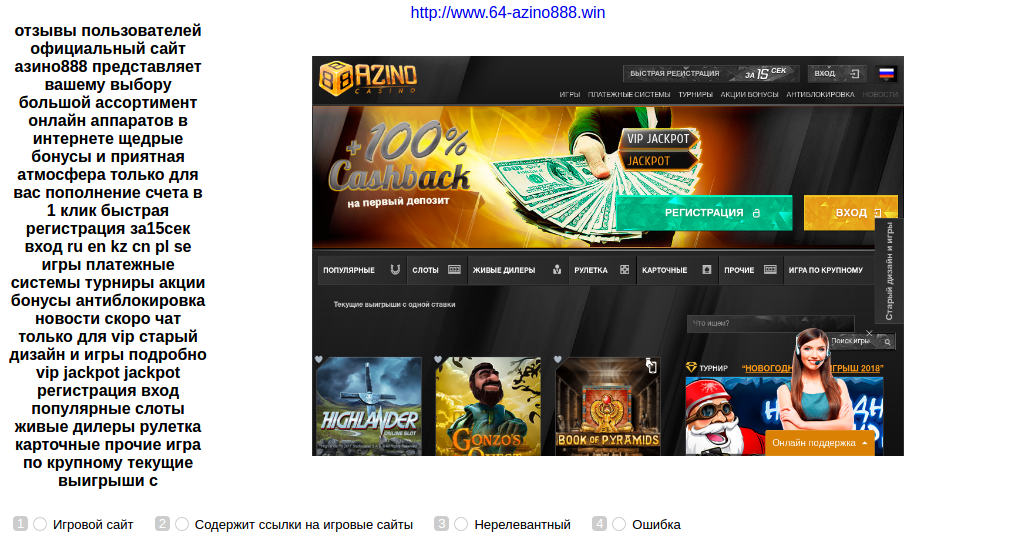 http://www.64-azino888.win
отзывы пользователей
официальный сайт
азино888 представляет
вашему выбору
большой ассортимент
онлайн аппаратов в
интернете щедрые
бонусы и приятная
атмосфера только для
вас пополнение счета в
1 клик быстрая
регистрация за15сек
вход ru en kz cn pl se
игры платежные
системы турниры акции
бонусы антиблокировка
новости скоро чат
только для vip старый
дизайн и игры подробно
vip jackpot jackpot
регистрация вход
популярные слоты
живые дилеры рулетка
карточные прочие игра
по крупному текущие
выигрыши с
888 AZINO
CASINO
БЫСТРАЯ РЕГИСТРАЦИЯ ЗА 15 СЕК
ВХОД
ИГРЫ ПЛАТЕЖНЫЕ СИСТЕМЫ ТУРНИРЫ АКЦИИ БОНУСЫ АНТИБЛОКИРОВКА НОВОСТИ
+100%
Cashback
на первый депозит
VIP JACKPOT
JACKPOT
РЕГИСТРАЦИЯ
ВХОД
Старый дизайн и игры
ПОПУЛЯРНЫЕ СЛОТЫ ЖИВЫЕ ДИЛЕРЫ РУЛЕТКА КАРТОЧНЫЕ ПРОЧИЕ ИГРА ПО КРУПНОМУ
Текущие выигрыши с одной ставки
Что ищем?
Поиск игры
HIGHLANDER
ONLINE SLOT
GONZO'S
QUEST
BOOK OF PYRAMIDS
ТУРНИР
2018"
Онлайн поддержка
1 Игровой сайт 2 Содержит ссылки на игровые сайты 3 Нерелевантный 4 Ошибка